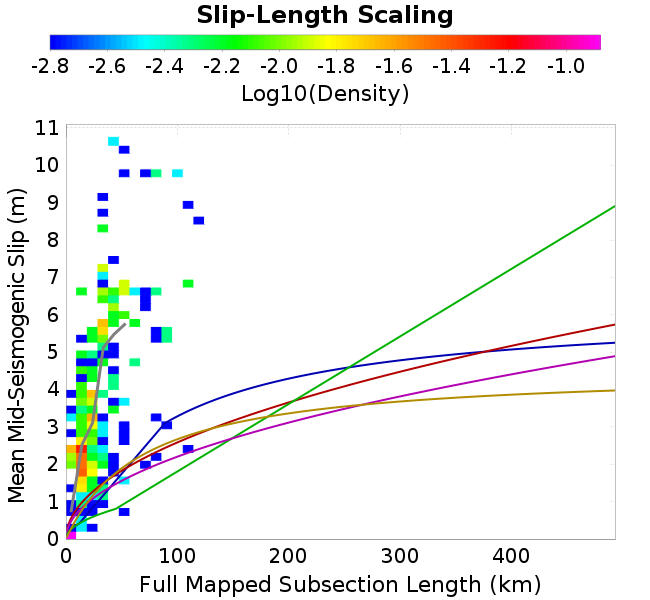 Slip-Length Scaling
-2.8 -2.6 -2.4 -2.2 -2.0 -1.8 -1.6 -1.4 -1.2 -1.0
Log10(Density)
Mean Mid-Seismogenic Slip (m)
11
10
9
8
7
6
5
4
3
2
1
0
0 100 200 300 400
Full Mapped Subsection Length (km)